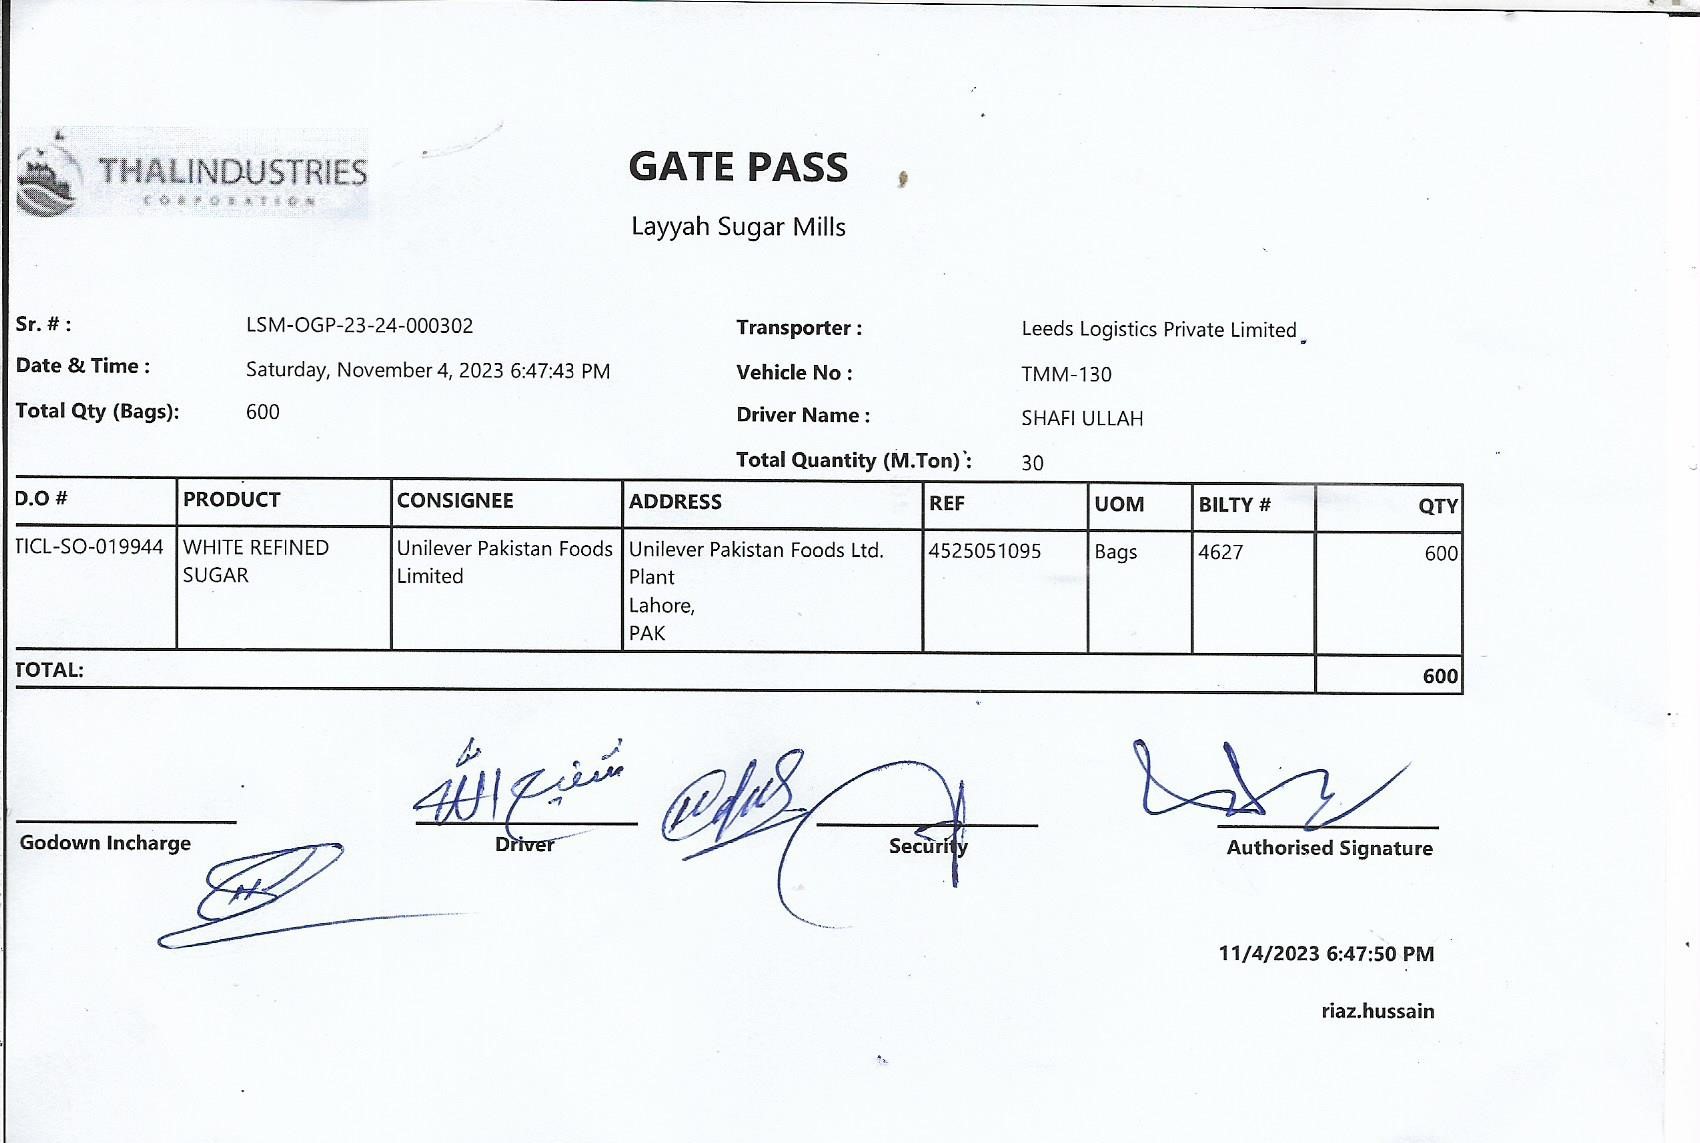 THALINDUSTRIES
CORPORATION
GATE PASS
Layyah Sugar Mills
Sr. # : LSM-OGP-23-24-000302
Transporter : Leeds Logistics Private Limited
Date & Time : Saturday, November 4, 2023 6:47:43 PM
Vehicle No : TMM-130
Total Qty (Bags): 600
Driver Name : SHAFI ULLAH
Total Quantity (M.Ton) : 30
D.O # PRODUCT CONSIGNEE ADDRESS REF UOM BILTY # QTY
TICL-SO-019944 WHITE REFINED Unilever Pakistan Foods Unilever Pakistan Foods Ltd. 4525051095 Bags 4627 600
SUGAR Limited Plant
Lahore,
PAK
TOTAL: 600
شفیع اللہ
Godown Incharge Driver Security Authorised Signature
11/4/2023 6:47:50 PM
riaz.hussain